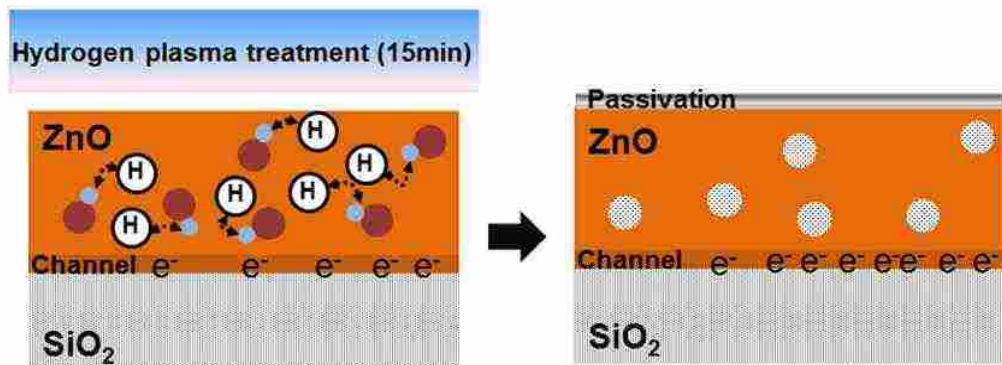 Hydrogen plasma treatment (15min)
ZnO
H
H
H
H
H
H
Channel e⁻ e⁻ e⁻ e⁻ e⁻
SiO₂
Passivation
ZnO
Channel e⁻ e⁻ e⁻ e⁻ e⁻ e⁻ e⁻ e⁻
SiO₂